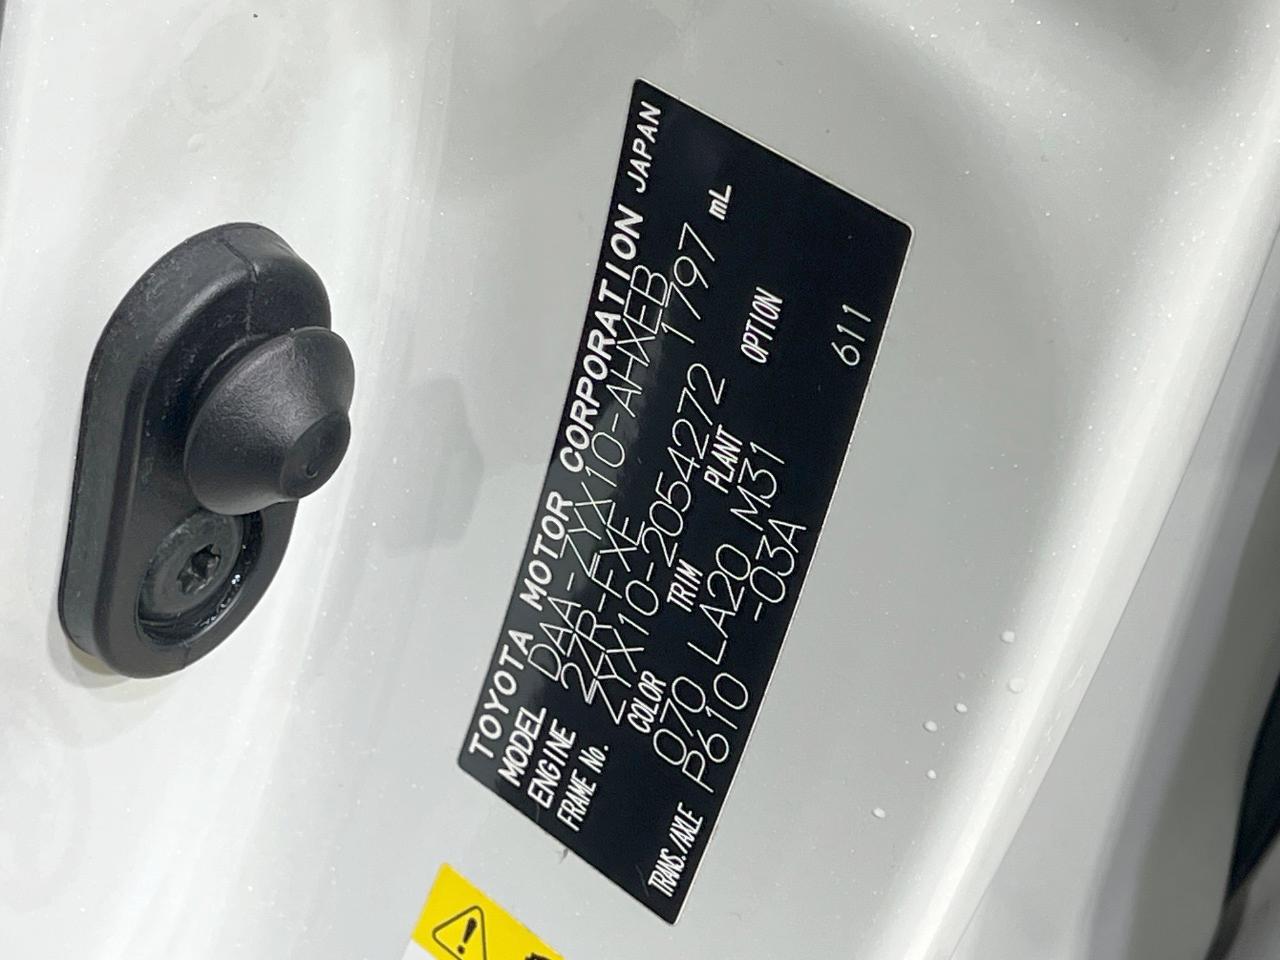 TOYOTA MOTOR CORPORATION JAPAN
MODEL DAA-ZYX10-AHXEB
ENGINE 2ZR-FXE 1797 mL
FRAME No. ZYX10-2054272
COLOR TRIM PLANT OPTION
070 LA20 M31
TRANS./AXLE P610 -03A 611